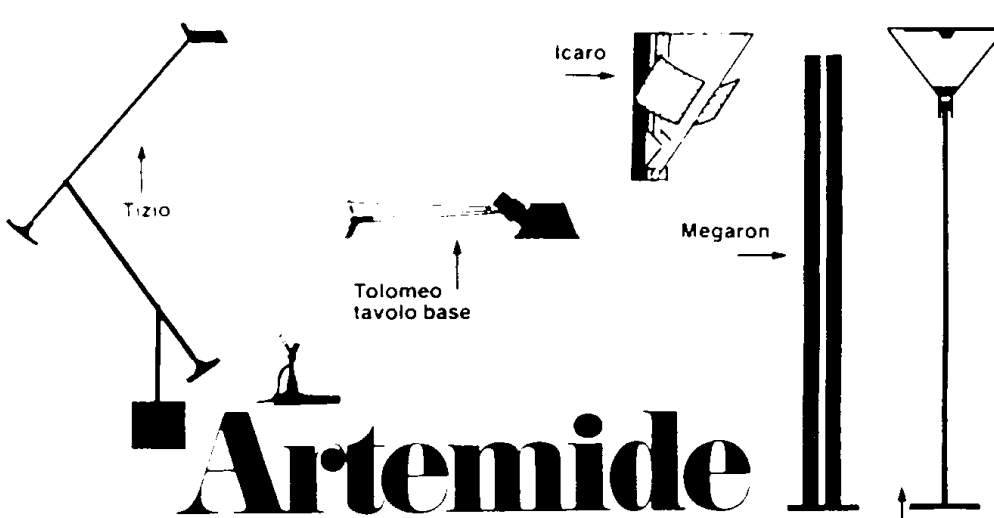 Icaro
Tizio
Megaron
Tolomeo
tavolo base
Artemide